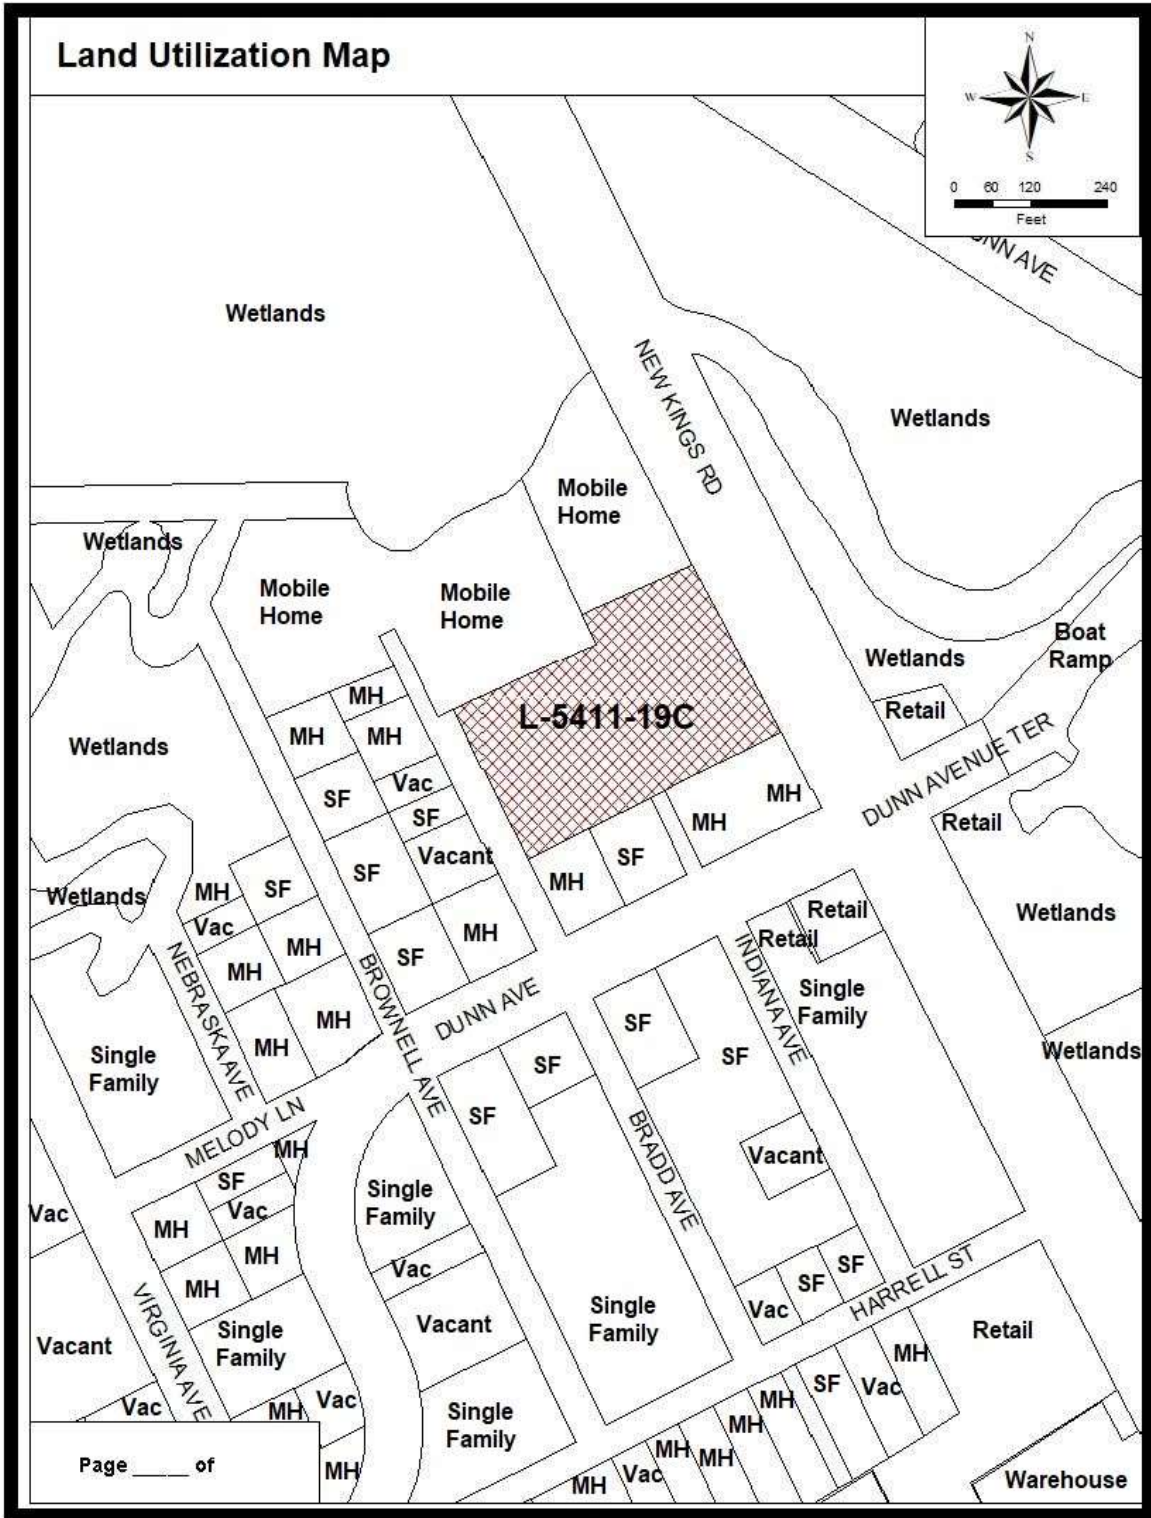 Land Utilization Map
N
W
E
S
0 60 120 240
Feet
UNN AVE
Wetlands
NEW KINGS RD
Wetlands
Mobile
Home
Wetlands
Mobile
Home
Mobile
Home
Boat
Ramp
Wetlands
MH
Retail
L-5411-19C
MH
MH
Wetlands
DUNN AVENUE TER
Vac
MH
SF
SF
MH
Retail
Vacant
SF
SF
MH
MH
SF
Wetlands
Retail
Wetlands
Vac
MH
Retail
MH
SF
MH
NEBRASKA AVE
BROWNELL AVE
INDIANA AVE
Single
Family
DUNN AVE
MH
SF
MH
Single
Family
SF
SF
Wetlands
SF
MELODY LN
MH
BRADD AVE
Vacant
SF
Single
Family
Vac
Vac
MH
MH
Vac
SF
SF
MH
Vac
HARRELL ST
VIRGINIA AVE
Single
Family
Vacant
Single
Family
Retail
Vacant
MH
SF
Vac
MH
Vac
MH
Vac
Single
Family
MH
MH
MH
Page _____ of
MH
Vac
MH
Warehouse